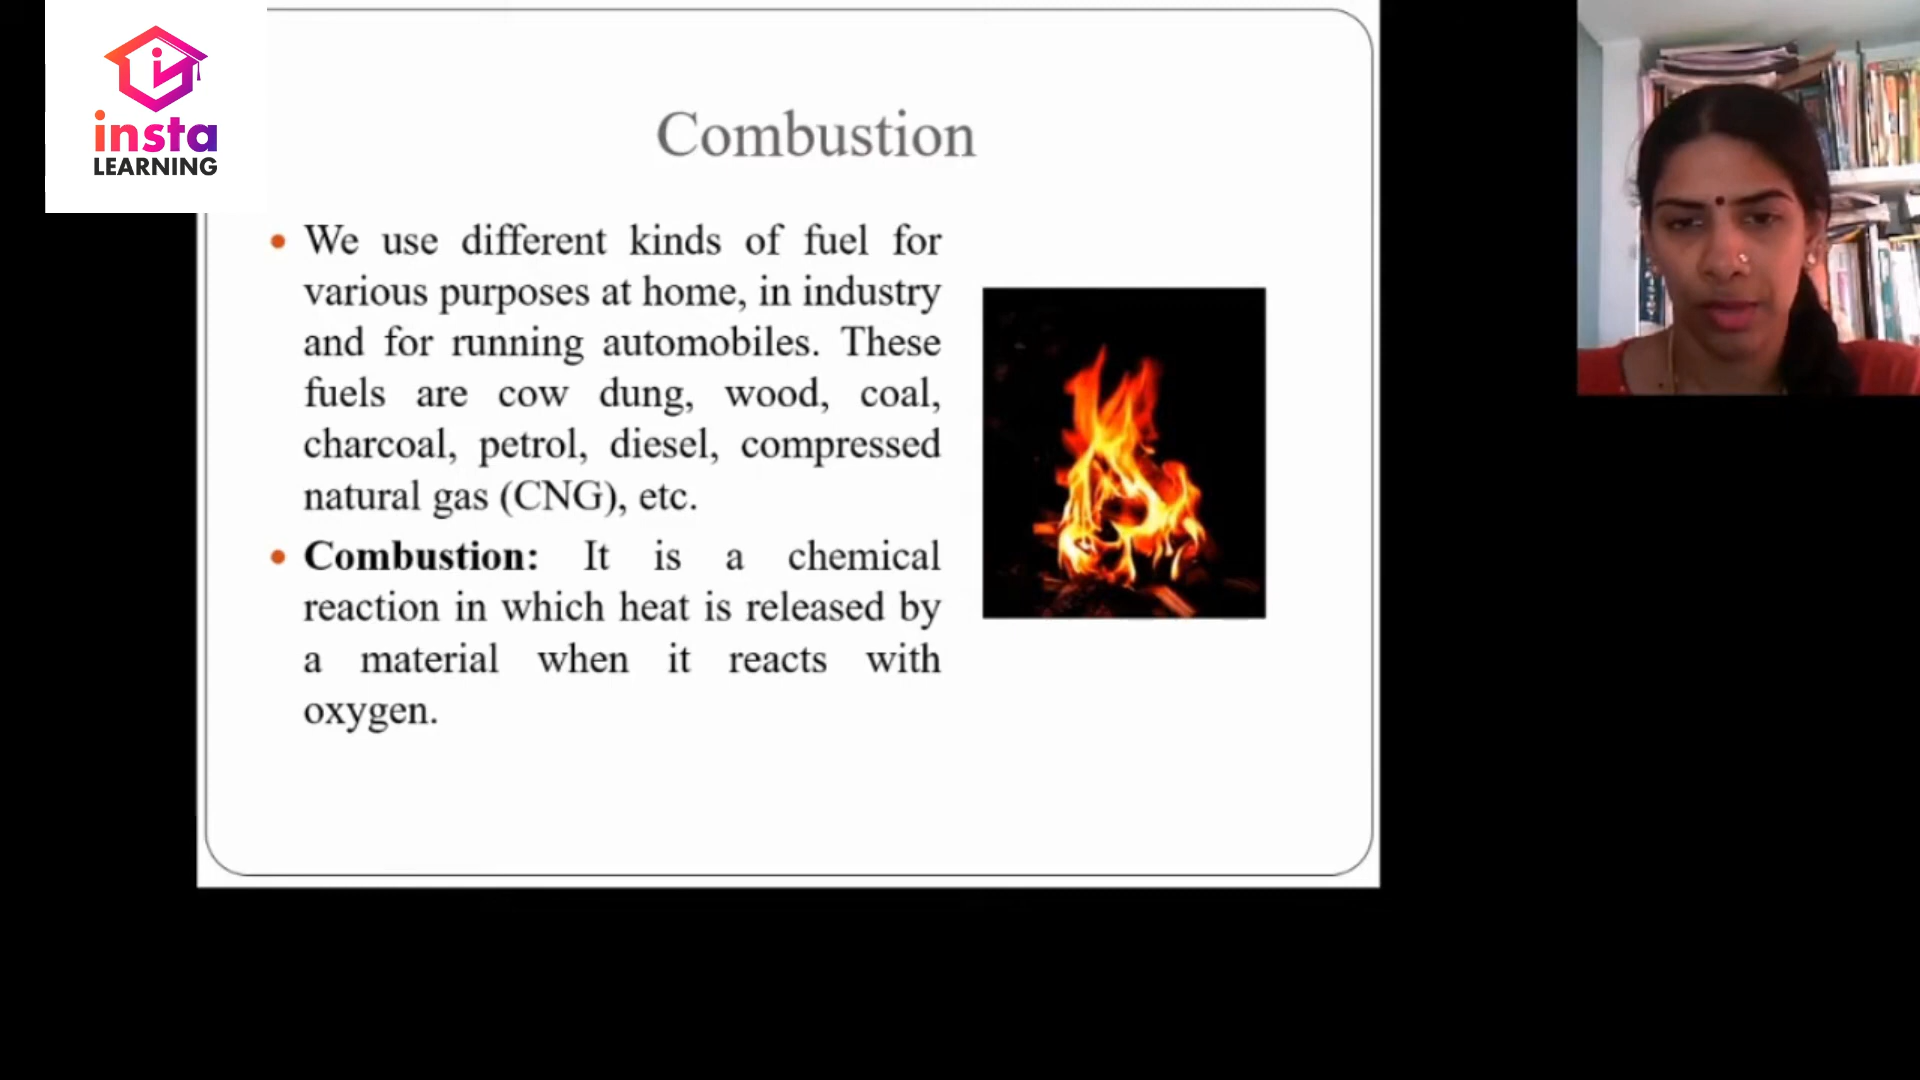 insta
LEARNING
Combustion
• We use different kinds of fuel for
various purposes at home, in industry
and for running automobiles. These
fuels are cow dung, wood, coal,
charcoal, petrol, diesel, compressed
natural gas (CNG), etc.
• Combustion: It is a chemical
reaction in which heat is released by
a material when it reacts with
oxygen.